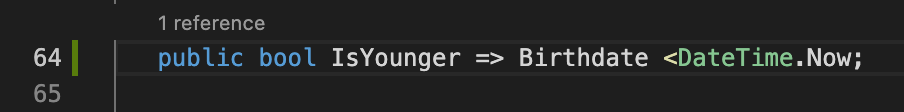 1 reference
64 public bool IsYounger => Birthdate <DateTime.Now;
65